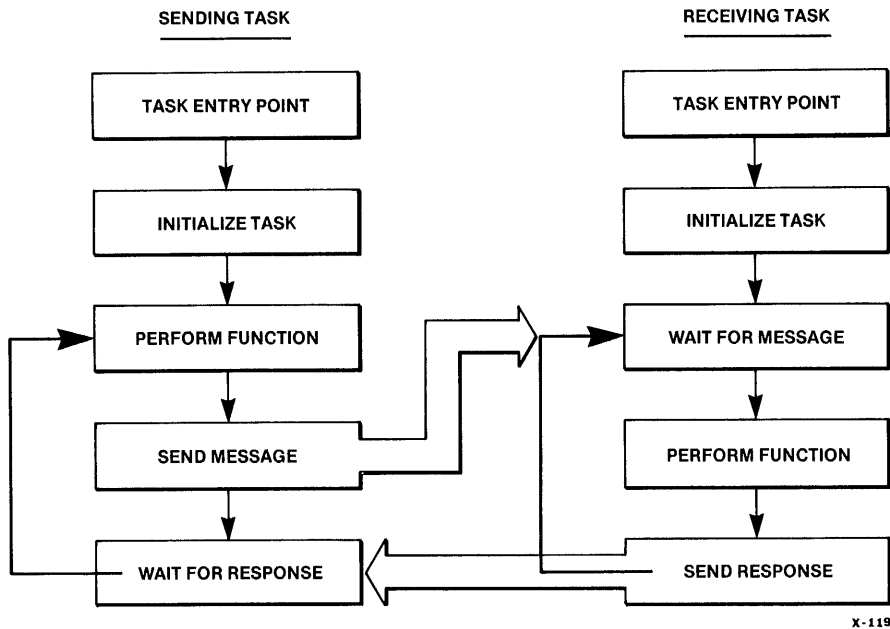 SENDING TASK
TASK ENTRY POINT
INITIALIZE TASK
PERFORM FUNCTION
SEND MESSAGE
WAIT FOR RESPONSE
RECEIVING TASK
TASK ENTRY POINT
INITIALIZE TASK
WAIT FOR MESSAGE
PERFORM FUNCTION
SEND RESPONSE
X-119